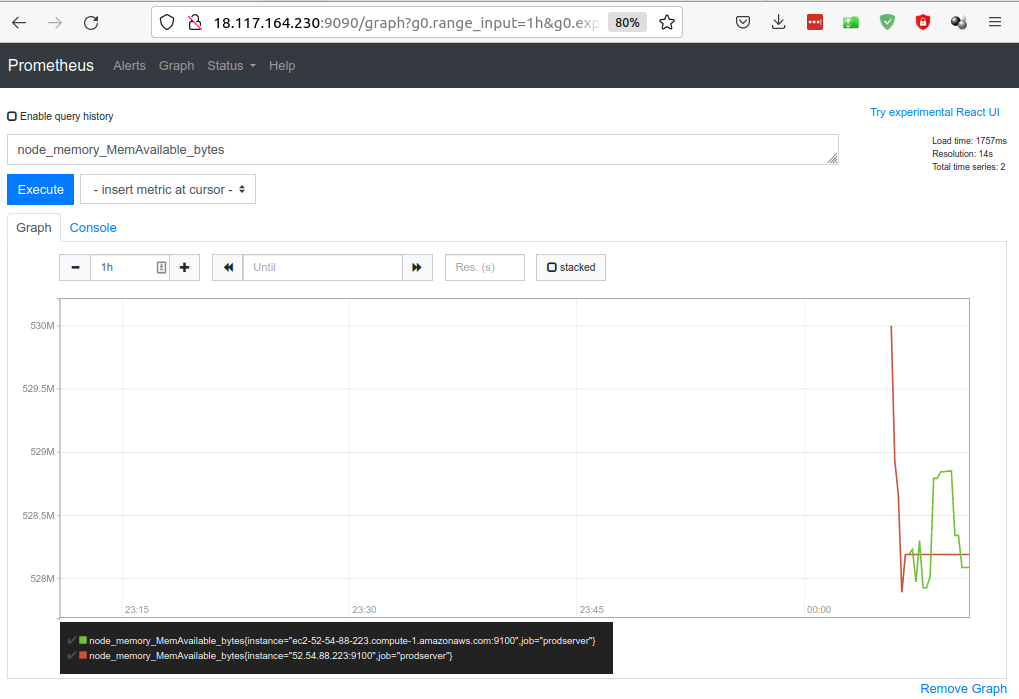 18.117.164.230:9090/graph?g0.range_input=1h&g0.exp
80%
Prometheus Alerts Graph Status Help
Enable query history
Try experimental React UI
node_memory_MemAvailable_bytes
Load time: 1757ms
Resolution: 14s
Total time series: 2
Execute
- insert metric at cursor -
Graph Console
1h
Until
Res. (s)
stacked
530M
529.5M
529M
528.5M
528M
23:15 23:30 23:45 00:00
node_memory_MemAvailable_bytes{instance="ec2-52-54-88-223.compute-1.amazonaws.com:9100",job="prodserver"}
node_memory_MemAvailable_bytes{instance="52.54.88.223:9100",job="prodserver"}
Remove Graph